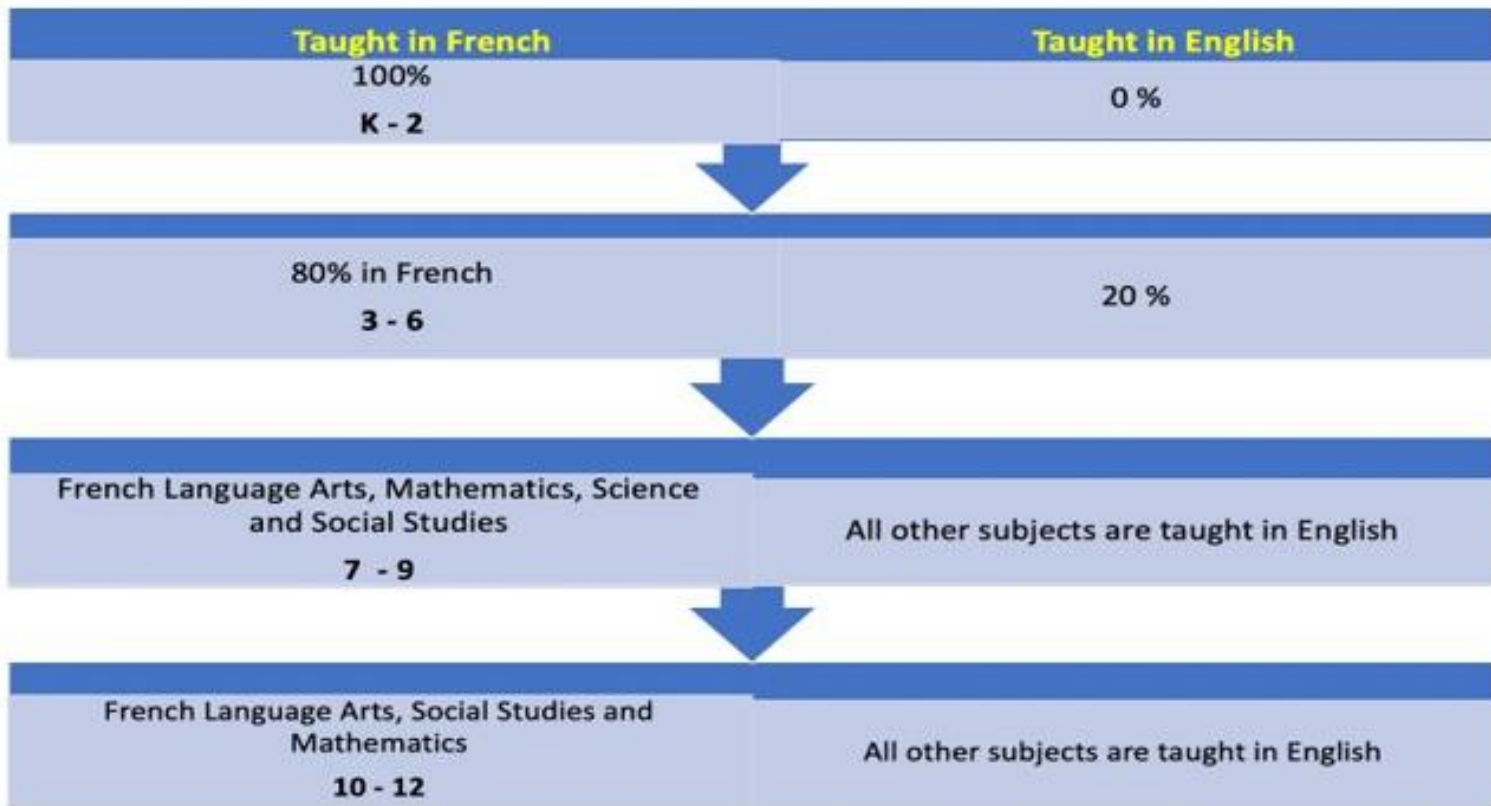 Taught in French
Taught in English
100%
K - 2
0 %
80% in French
3 - 6
20 %
French Language Arts, Mathematics, Science
and Social Studies
7 - 9
All other subjects are taught in English
French Language Arts, Social Studies and
Mathematics
10 - 12
All other subjects are taught in English